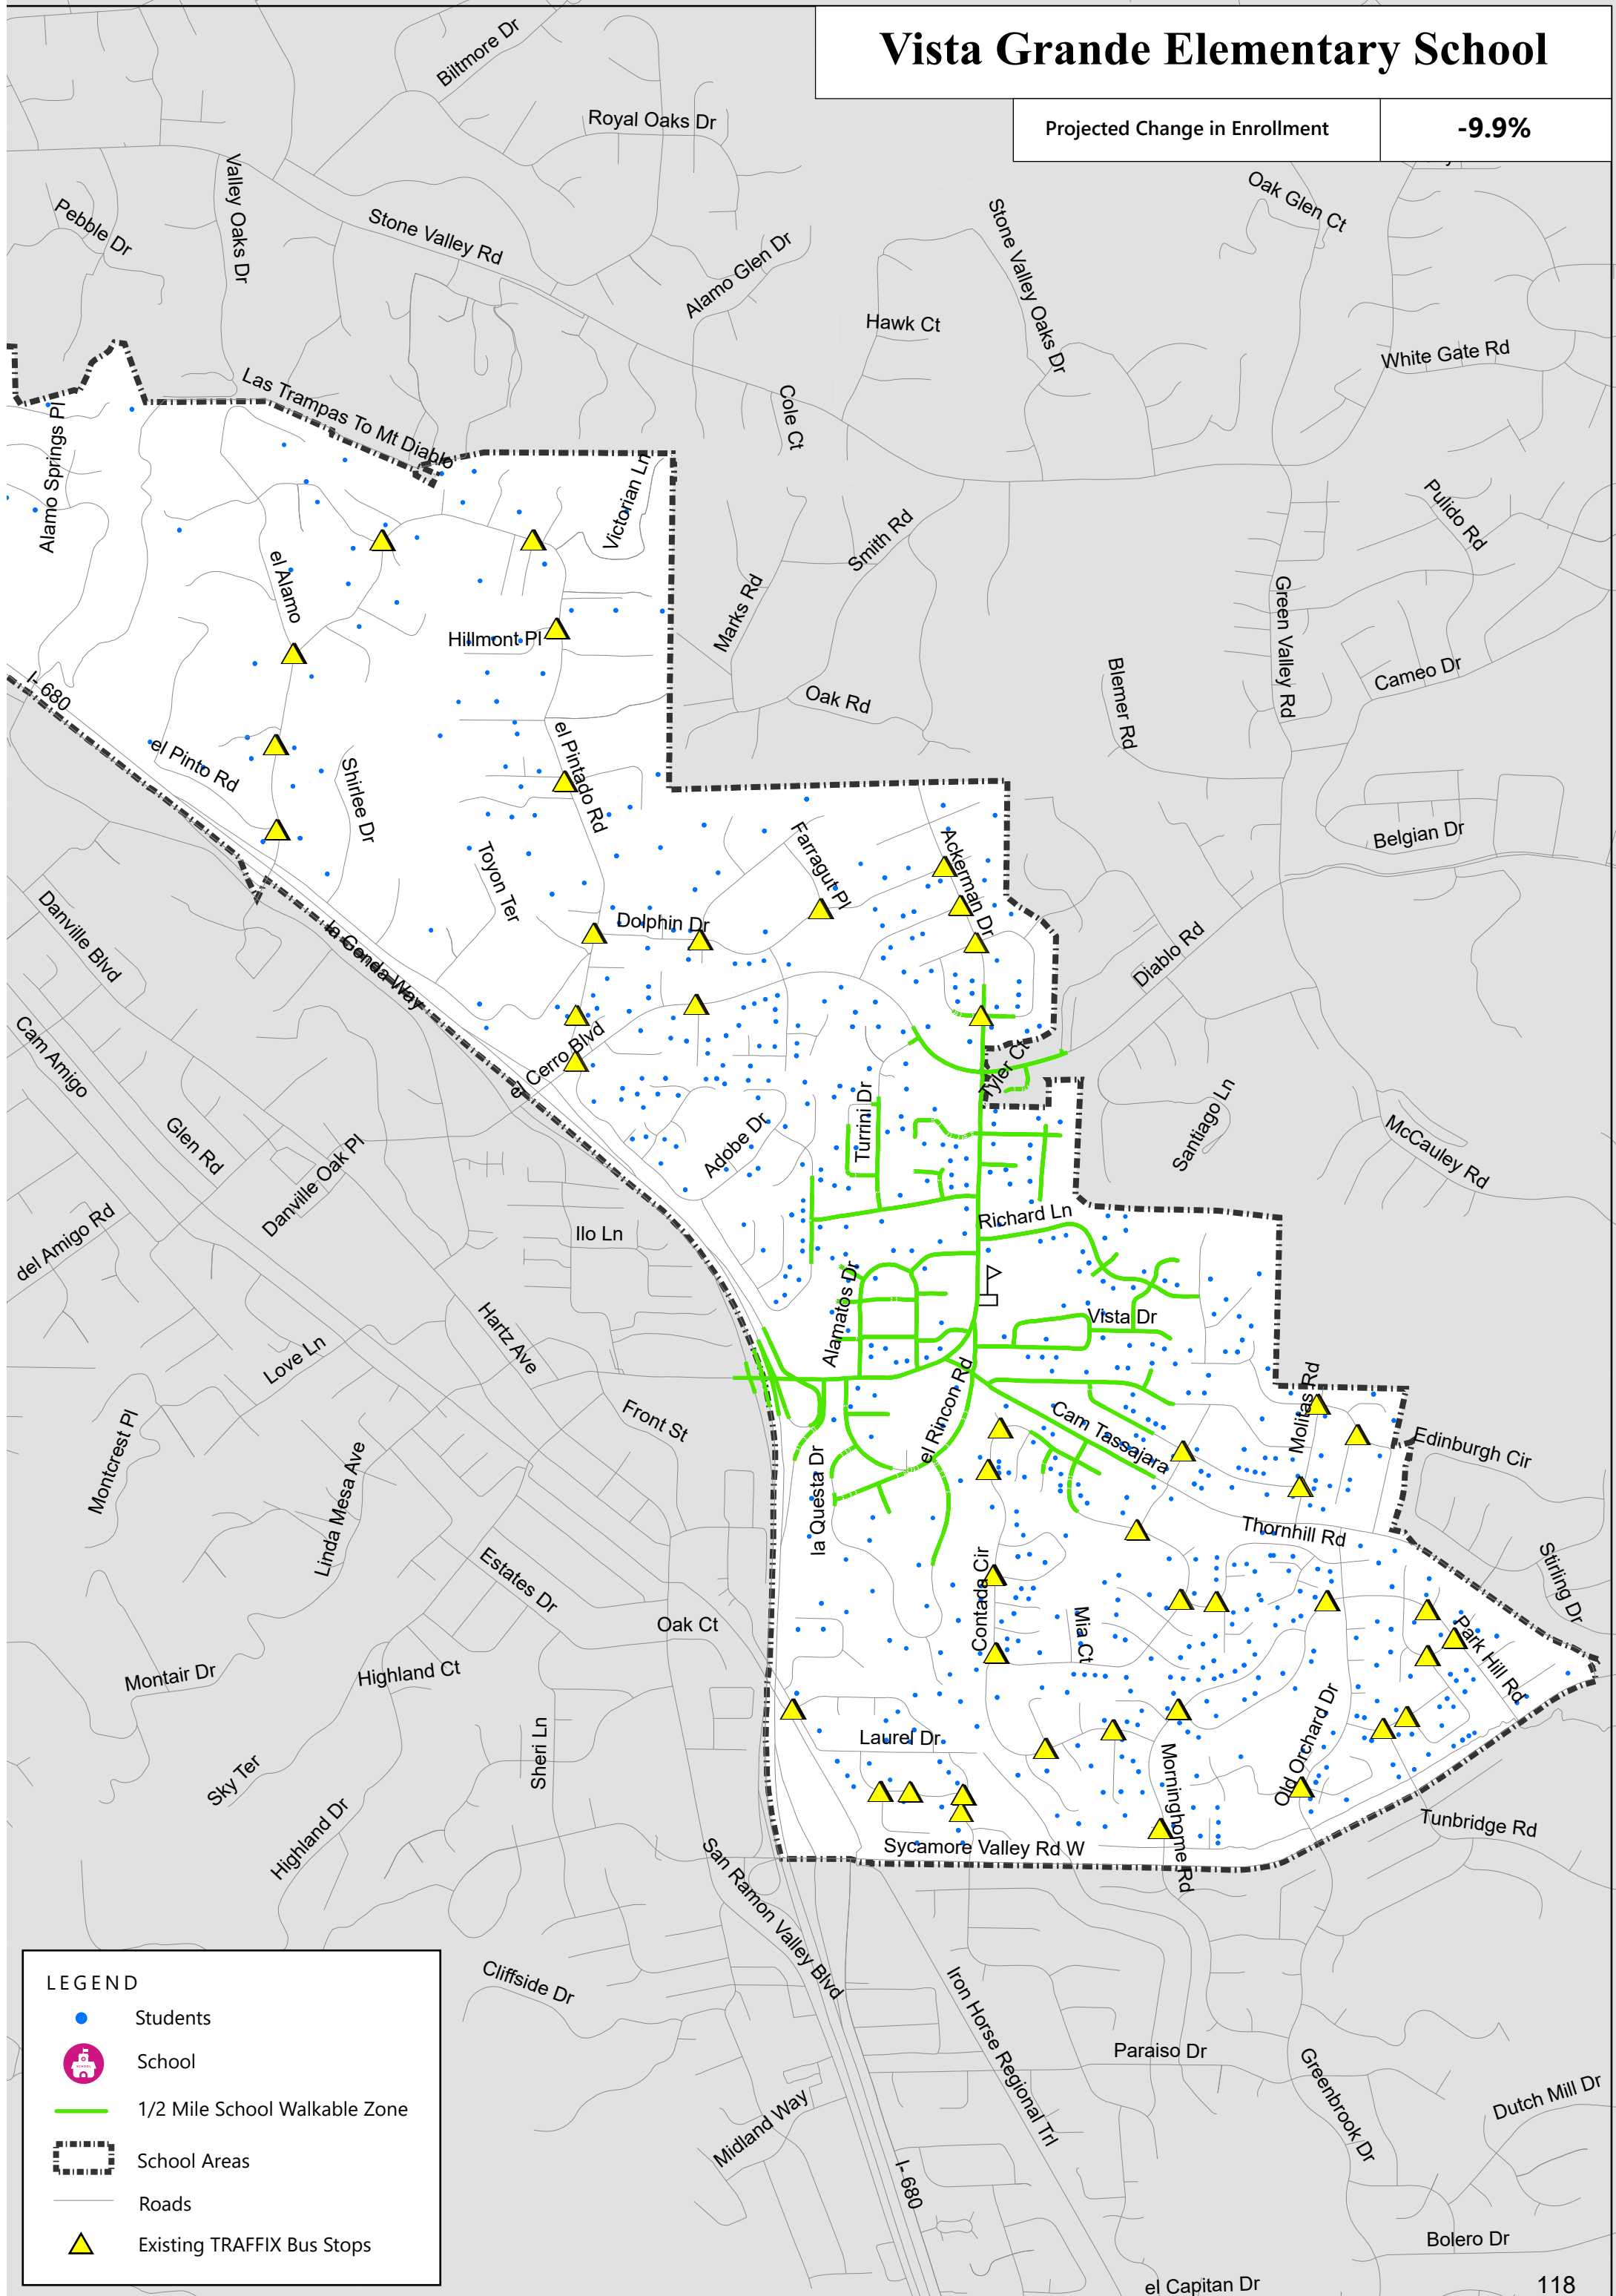 Vista Grande Elementary School
Projected Change in Enrollment
-9.9%
Biltmore Dr
Royal Oaks Dr
Valley Oaks Dr
Pebble Dr
Stone Valley Rd
Alamo Glen Dr
Stone Valley Oaks Dr
Oak Glen Ct
Hawk Ct
White Gate Rd
Las Trampas To Mt Diablo
Cole Ct
Alamo Springs Pl
Victorian Ln
Pulido Rd
Smith Rd
el Alamo
Marks Rd
Green Valley Rd
Hillmont Pl
I- 680
Oak Rd
Blemer Rd
Cameo Dr
el Pinto Rd
Shirlee Dr
el Pintado Rd
Belgian Dr
Toyon Ter
Farragut Pl
Ackerman Dr
Danville Blvd
la Gonda Way
Dolphin Dr
Diablo Rd
Cam Amigo
el Cerro Blvd
Tyler Ct
Glen Rd
Danville Oak Pl
Adobe Dr
Turrini Dr
Santiago Ln
McCauley Rd
del Amigo Rd
Ilo Ln
Richard Ln
Hartz Ave
Alamatos Dr
Vista Dr
Love Ln
Front St
el Rincon Rd
Cam Tassajara
Molitas Rd
Edinburgh Cir
Montcrest Pl
Linda Mesa Ave
la Questa Dr
Thornhill Rd
Estates Dr
Contada Cir
Stirling Dr
Oak Ct
Mia Ct
Park Hill Rd
Montair Dr
Highland Ct
Sheri Ln
Laurel Dr
Old Orchard Dr
Sky Ter
Morninghome Rd
Highland Dr
Sycamore Valley Rd W
Tunbridge Rd
San Ramon Valley Blvd
LEGEND
Students
School
1/2 Mile School Walkable Zone
School Areas
Roads
Existing TRAFFIX Bus Stops
Cliffside Dr
Iron Horse Regional Trl
Paraiso Dr
Greenbrook Dr
Dutch Mill Dr
Midland Way
I- 680
Bolero Dr
el Capitan Dr
118